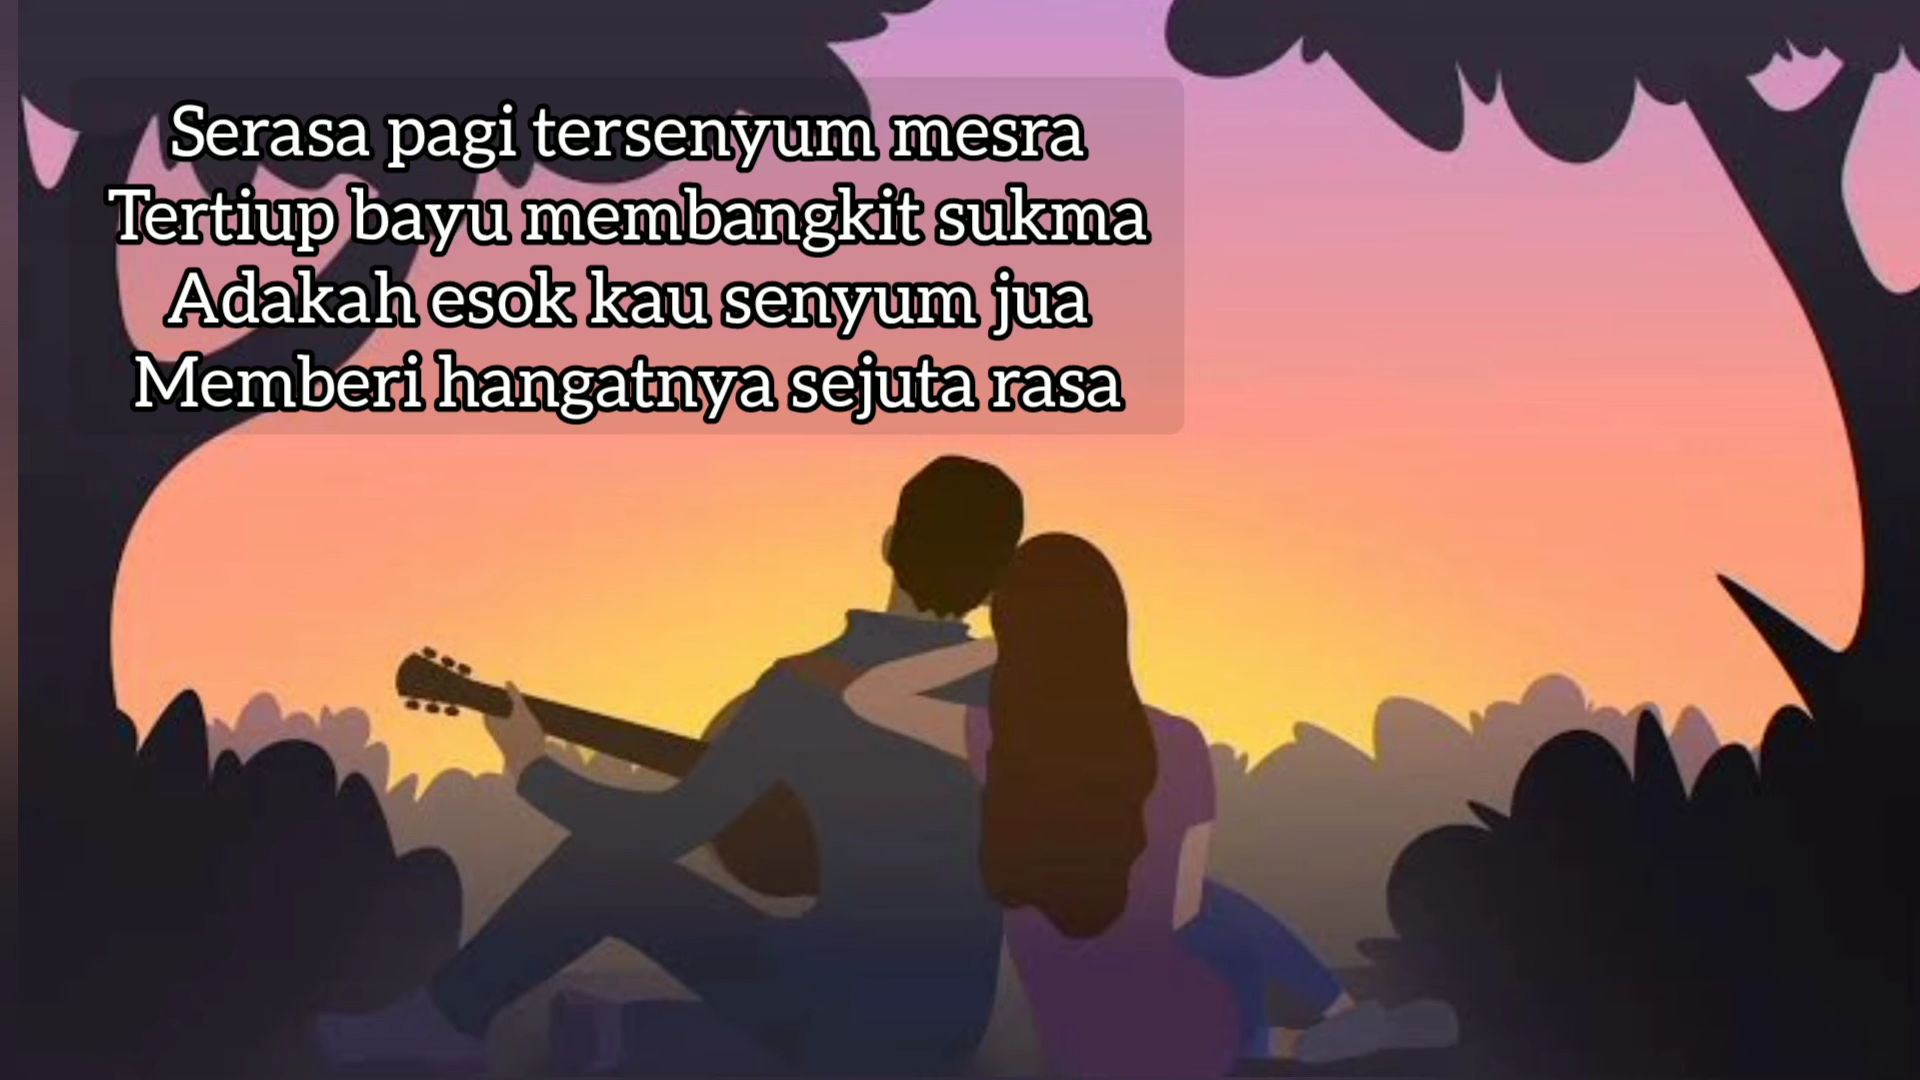 Serasa pagi tersenyum mesra
Tertiup bayu membangkit sukma
Adakah esok kau senyum jua
Memberi hangatnya sejuta rasa